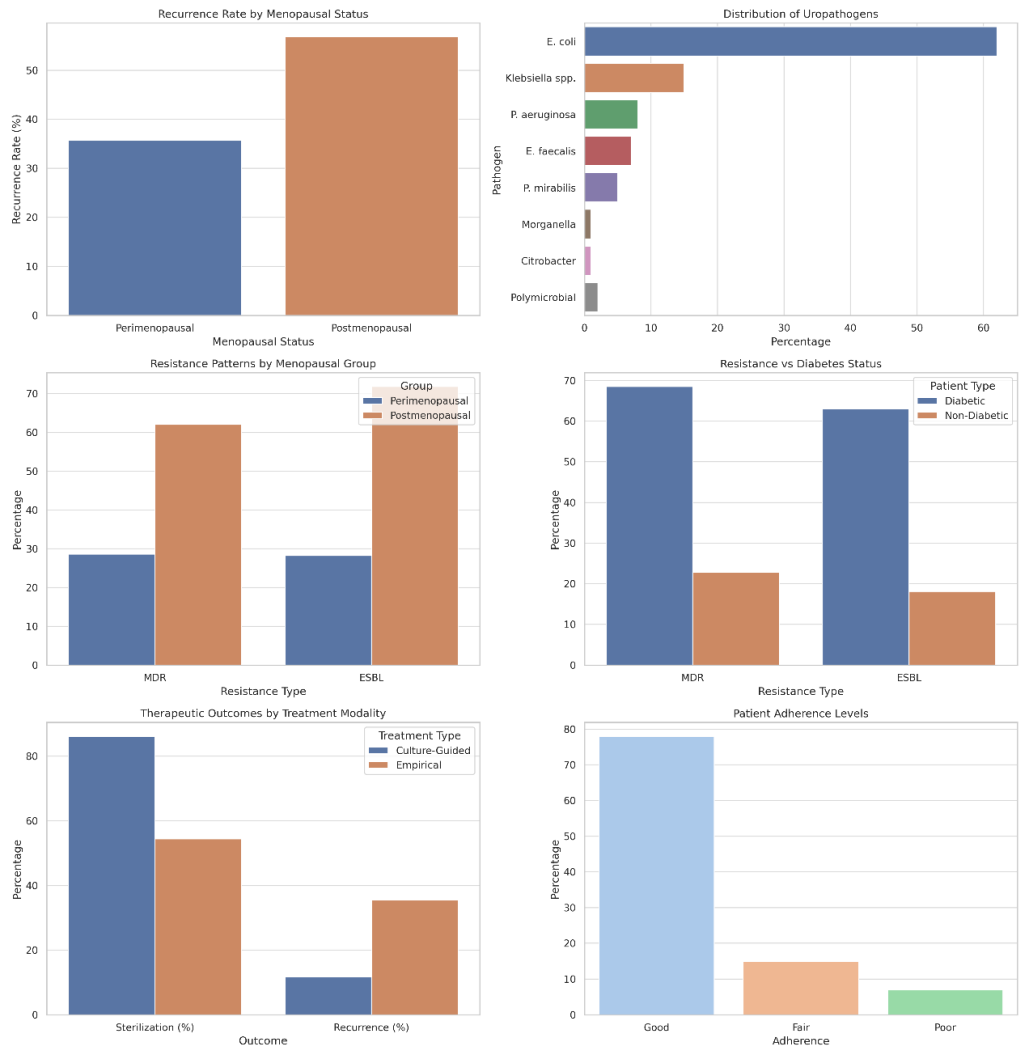 Recurrence Rate by Menopausal Status
Recurrence Rate (%)
50
40
30
20
10
0
Perimenopausal Postmenopausal
Menopausal Status
Distribution of Uropathogens
Pathogen
E. coli
Klebsiella spp.
P. aeruginosa
E. faecalis
P. mirabilis
Morganella
Citrobacter
Polymicrobial
0 10 20 30 40 50 60
Percentage
Resistance Patterns by Menopausal Group
Group
Perimenopausal
Postmenopausal
Percentage
70
60
50
40
30
20
10
0
MDR ESBL
Resistance Type
Resistance vs Diabetes Status
Patient Type
Diabetic
Non-Diabetic
Percentage
70
60
50
40
30
20
10
0
MDR ESBL
Resistance Type
Therapeutic Outcomes by Treatment Modality
Treatment Type
Culture-Guided
Empirical
Percentage
80
60
40
20
0
Sterilization (%) Recurrence (%)
Outcome
Patient Adherence Levels
Percentage
80
70
60
50
40
30
20
10
0
Good Fair Poor
Adherence